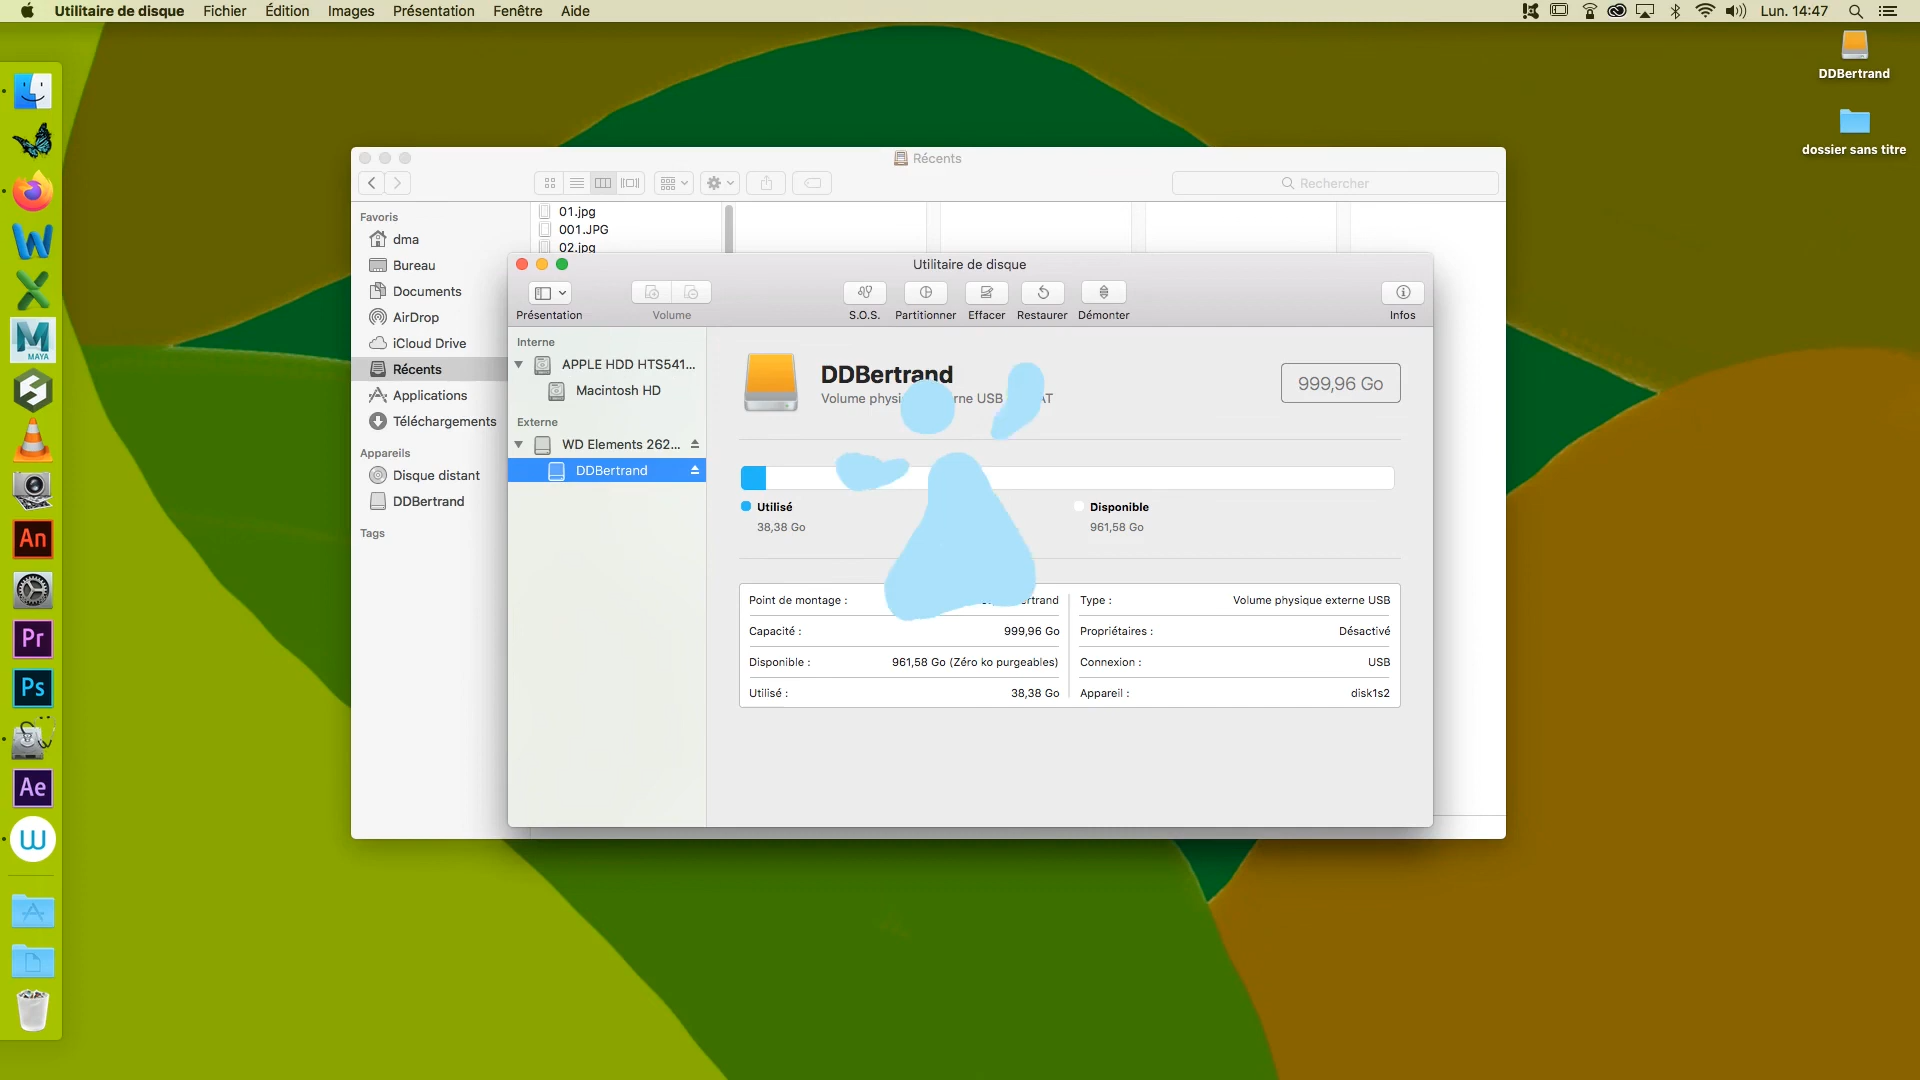 Utilitaire de disque Fichier Édition Images Présentation Fenêtre Aide Lun. 14:47
DDBertrand
dossier sans titre
Récents
Rechercher
Favoris
dma
Bureau
Documents
AirDrop
iCloud Drive
Récents
Applications
Téléchargements
Appareils
Disque distant
DDBertrand
Tags
01.jpg
001.JPG
02.jpg
Utilitaire de disque
Présentation Volume S.O.S. Partitionner Effacer Restaurer Démonter Infos
Interne
APPLE HDD HTS541...
Macintosh HD
Externe
WD Elements 262...
DDBertrand
DDBertrand
Volume USB
999,96 Go
Utilisé
38,38 Go
Disponible
961,58 Go
Point de montage :
Capacité : 999,96 Go
Disponible : 961,58 Go (Zéro ko purgeables)
Utilisé : 38,38 Go
Type : Volume physique externe USB
Propriétaires : Désactivé
Connexion : USB
Appareil : disk1s2
W
MAYA
An
Pr
Ps
Ae